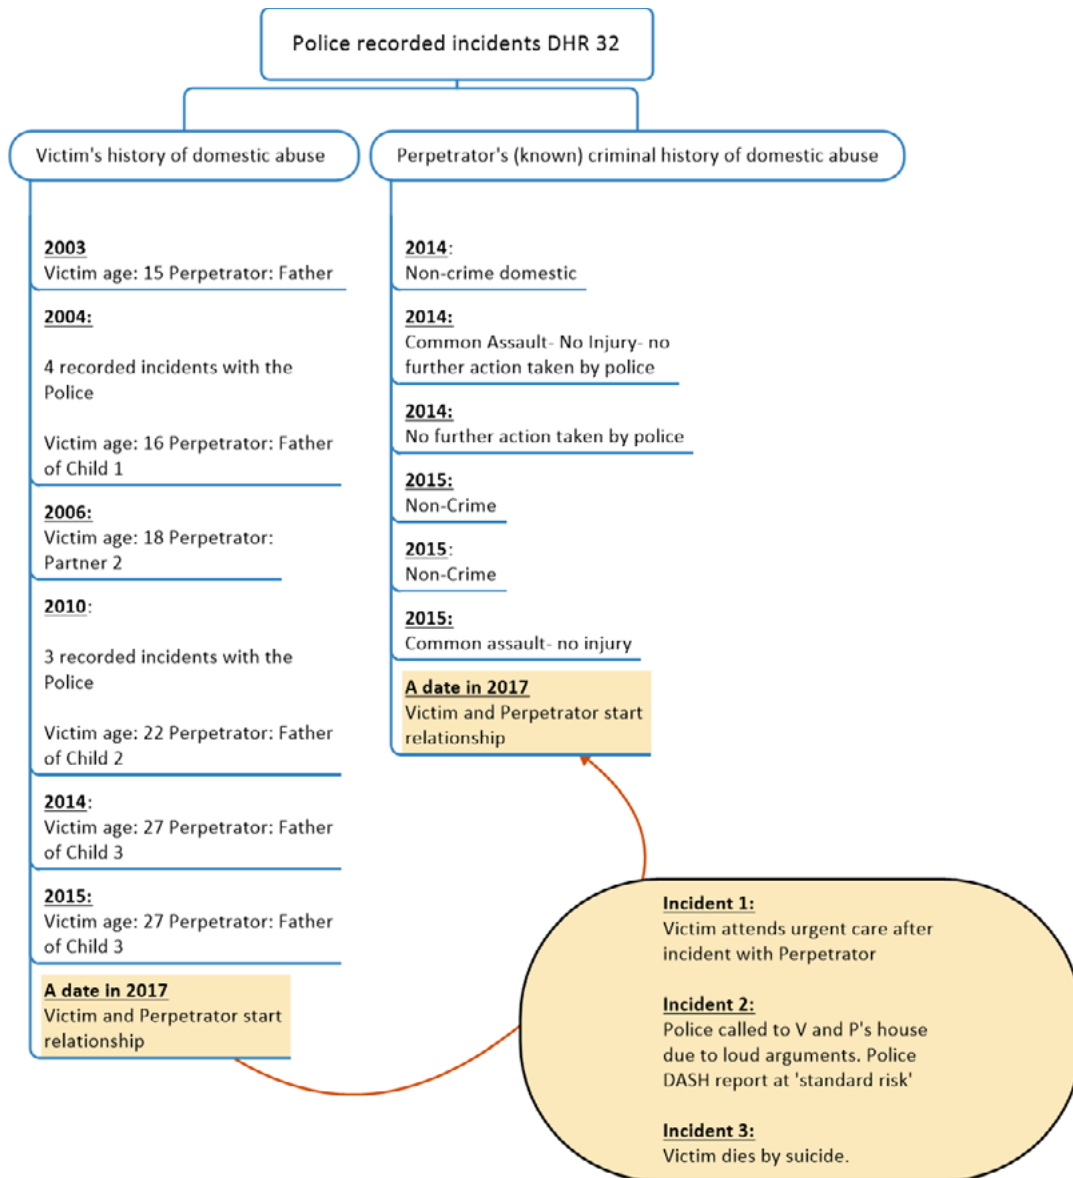 Police recorded incidents DHR 32
Victim's history of domestic abuse
2003
Victim age: 15 Perpetrator: Father
2004:
4 recorded incidents with the
Police
Victim age: 16 Perpetrator: Father
of Child 1
2006:
Victim age: 18 Perpetrator:
Partner 2
2010:
3 recorded incidents with the
Police
Victim age: 22 Perpetrator: Father
of Child 2
2014:
Victim age: 27 Perpetrator: Father
of Child 3
2015:
Victim age: 27 Perpetrator: Father
of Child 3
A date in 2017
Victim and Perpetrator start
relationship
Perpetrator's (known) criminal history of domestic abuse
2014:
Non-crime domestic
2014:
Common Assault- No Injury- no
further action taken by police
2014:
No further action taken by police
2015:
Non-Crime
2015:
Non-Crime
2015:
Common assault- no injury
A date in 2017
Victim and Perpetrator start
relationship
Incident 1:
Victim attends urgent care after
incident with Perpetrator
Incident 2:
Police called to V and P's house
due to loud arguments. Police
DASH report at 'standard risk'
Incident 3:
Victim dies by suicide.